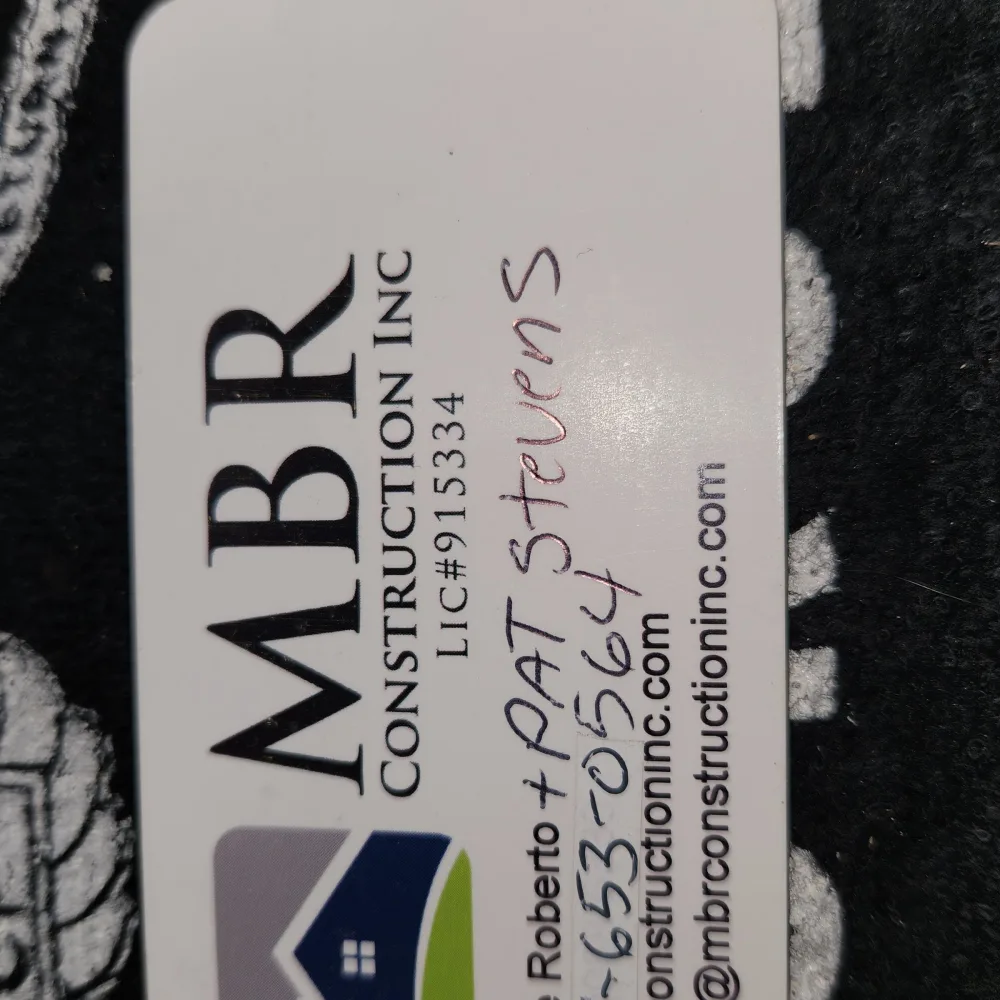 MBR
CONSTRUCTION INC
LIC#915334
Roberto + PAT Stevens
-653-0564
onstructioninc.com
@mbrconstructioninc.com